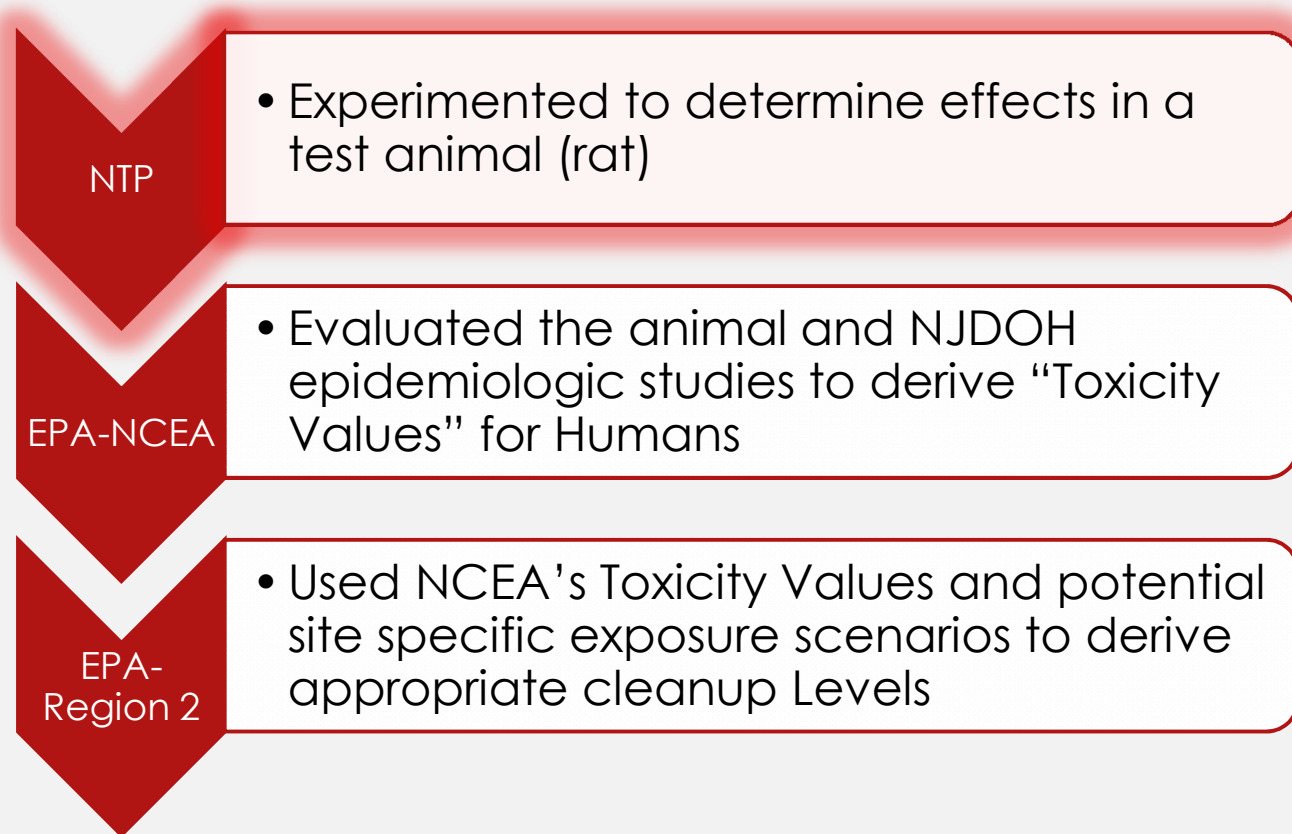 NTP
• Experimented to determine effects in a
test animal (rat)
EPA-NCEA
• Evaluated the animal and NJDOH
epidemiologic studies to derive “Toxicity
Values” for Humans
EPA-
Region 2
• Used NCEA’s Toxicity Values and potential
site specific exposure scenarios to derive
appropriate cleanup Levels